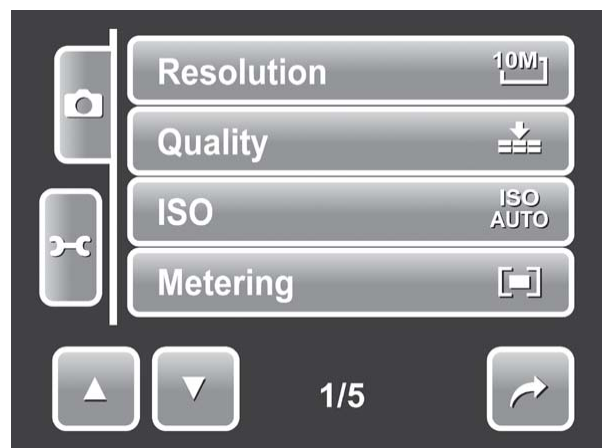 Resolution 10M
Quality
ISO ISO AUTO
Metering
1/5